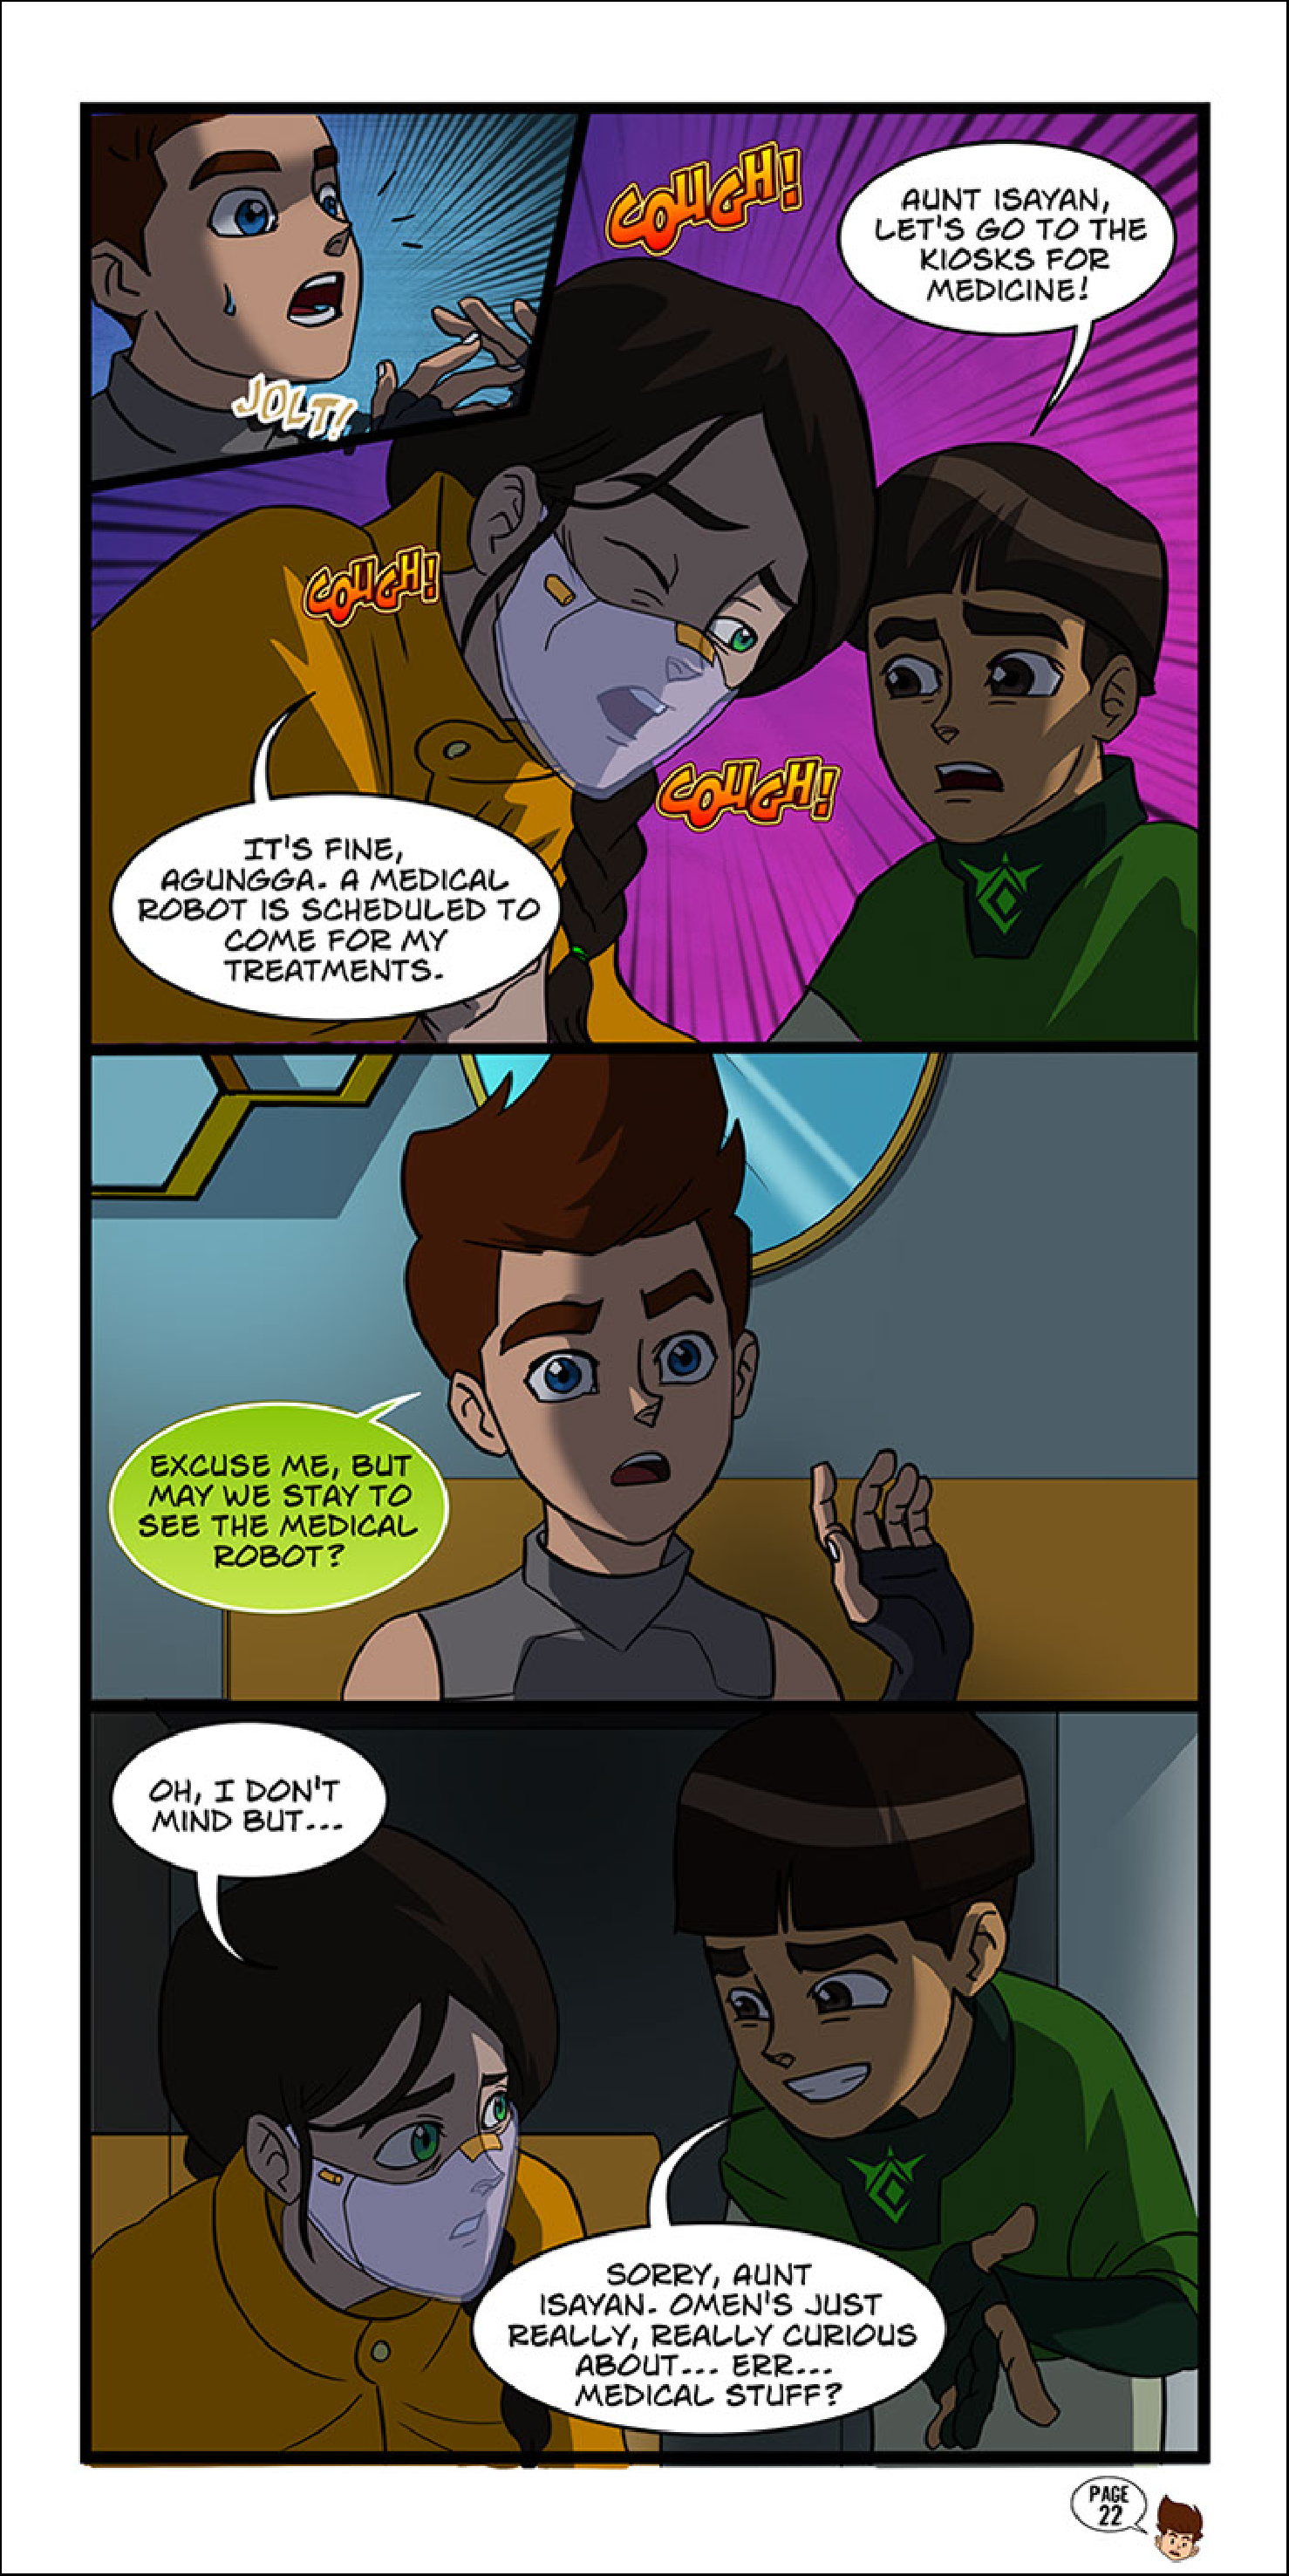 JOLT!
COUGH!
AUNT ISAYAN,
LET'S GO TO THE
KIOSKS FOR
MEDICINE!
COUGH!
COUGH!
IT'S FINE,
AGUNGGA. A MEDICAL
ROBOT IS SCHEDULED TO
COME FOR MY
TREATMENTS.
EXCUSE ME, BUT
MAY WE STAY TO
SEE THE MEDICAL
ROBOT?
OH, I DON'T
MIND BUT...
SORRY, AUNT
ISAYAN. OMEN'S JUST
REALLY, REALLY CURIOUS
ABOUT... ERR...
MEDICAL STUFF?
PAGE
22